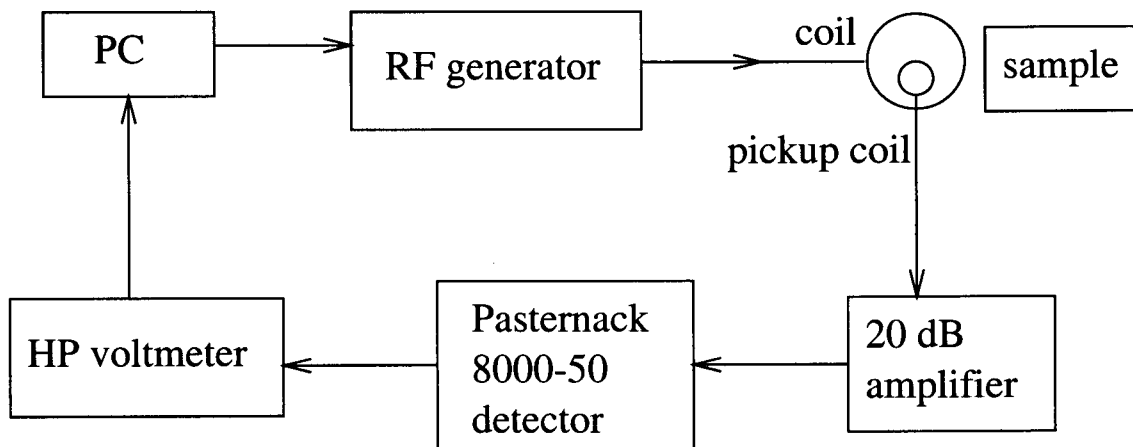 PC
RF generator
coil
sample
pickup coil
HP voltmeter
Pasternack
8000-50
detector
20 dB
amplifier